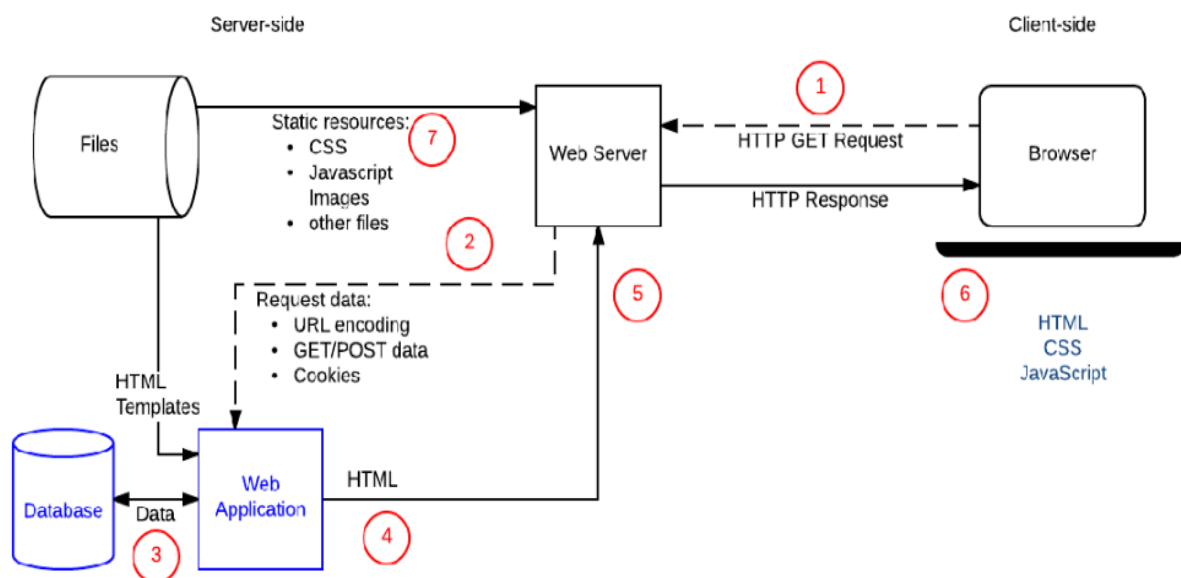 Server-side
Client-side
1
Files
Static resources:
• CSS
• Javascript
Images
• other files
7
Web Server
HTTP GET Request
HTTP Response
Browser
2
Request data:
• URL encoding
• GET/POST data
• Cookies
5
6
HTML
CSS
JavaScript
HTML
Templates
Database
Data
3
Web
Application
HTML
4